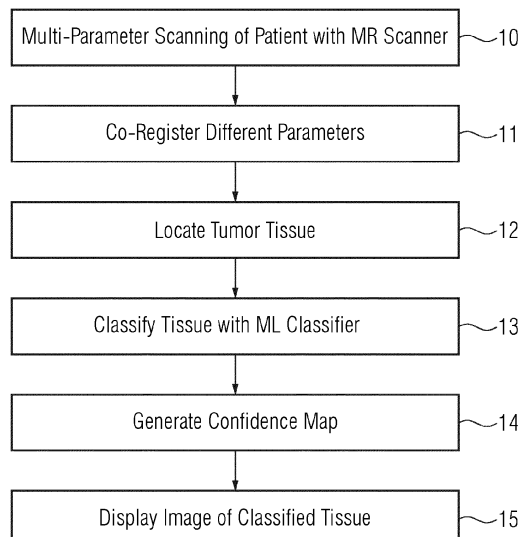 Multi-Parameter Scanning of Patient with MR Scanner 10
Co-Register Different Parameters 11
Locate Tumor Tissue 12
Classify Tissue with ML Classifier 13
Generate Confidence Map 14
Display Image of Classified Tissue 15